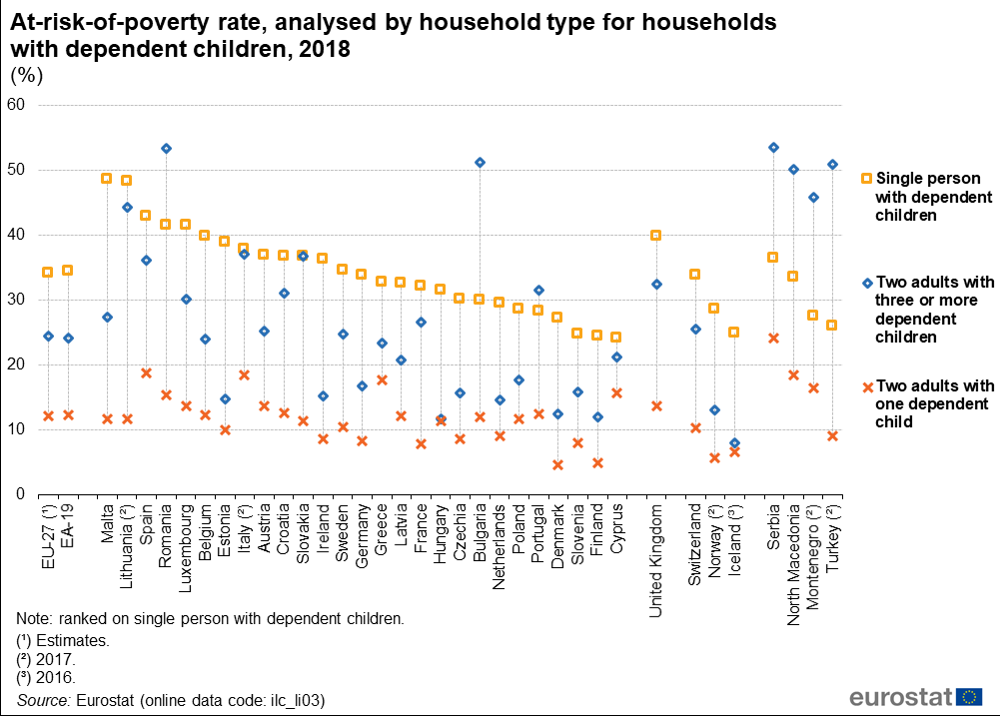 At-risk-of-poverty rate, analysed by household type for households
with dependent children, 2018
(%)
60
50
40
30
20
10
0
EU-27 (¹)
EA-19
Malta
Lithuania (²)
Spain
Romania
Luxembourg
Belgium
Estonia
Italy (²)
Austria
Croatia
Slovakia
Ireland
Sweden
Germany
Greece
Latvia
France
Hungary
Czechia
Bulgaria
Netherlands
Poland
Portugal
Denmark
Slovenia
Finland
Cyprus
United Kingdom
Switzerland
Norway (²)
Iceland (³)
Serbia
North Macedonia
Montenegro (²)
Turkey (²)
Single person
with dependent
children
Two adults with
three or more
dependent
children
Two adults with
one dependent
child
Note: ranked on single person with dependent children.
(¹) Estimates.
(²) 2017.
(³) 2016.
Source: Eurostat (online data code: ilc_li03)
eurostat